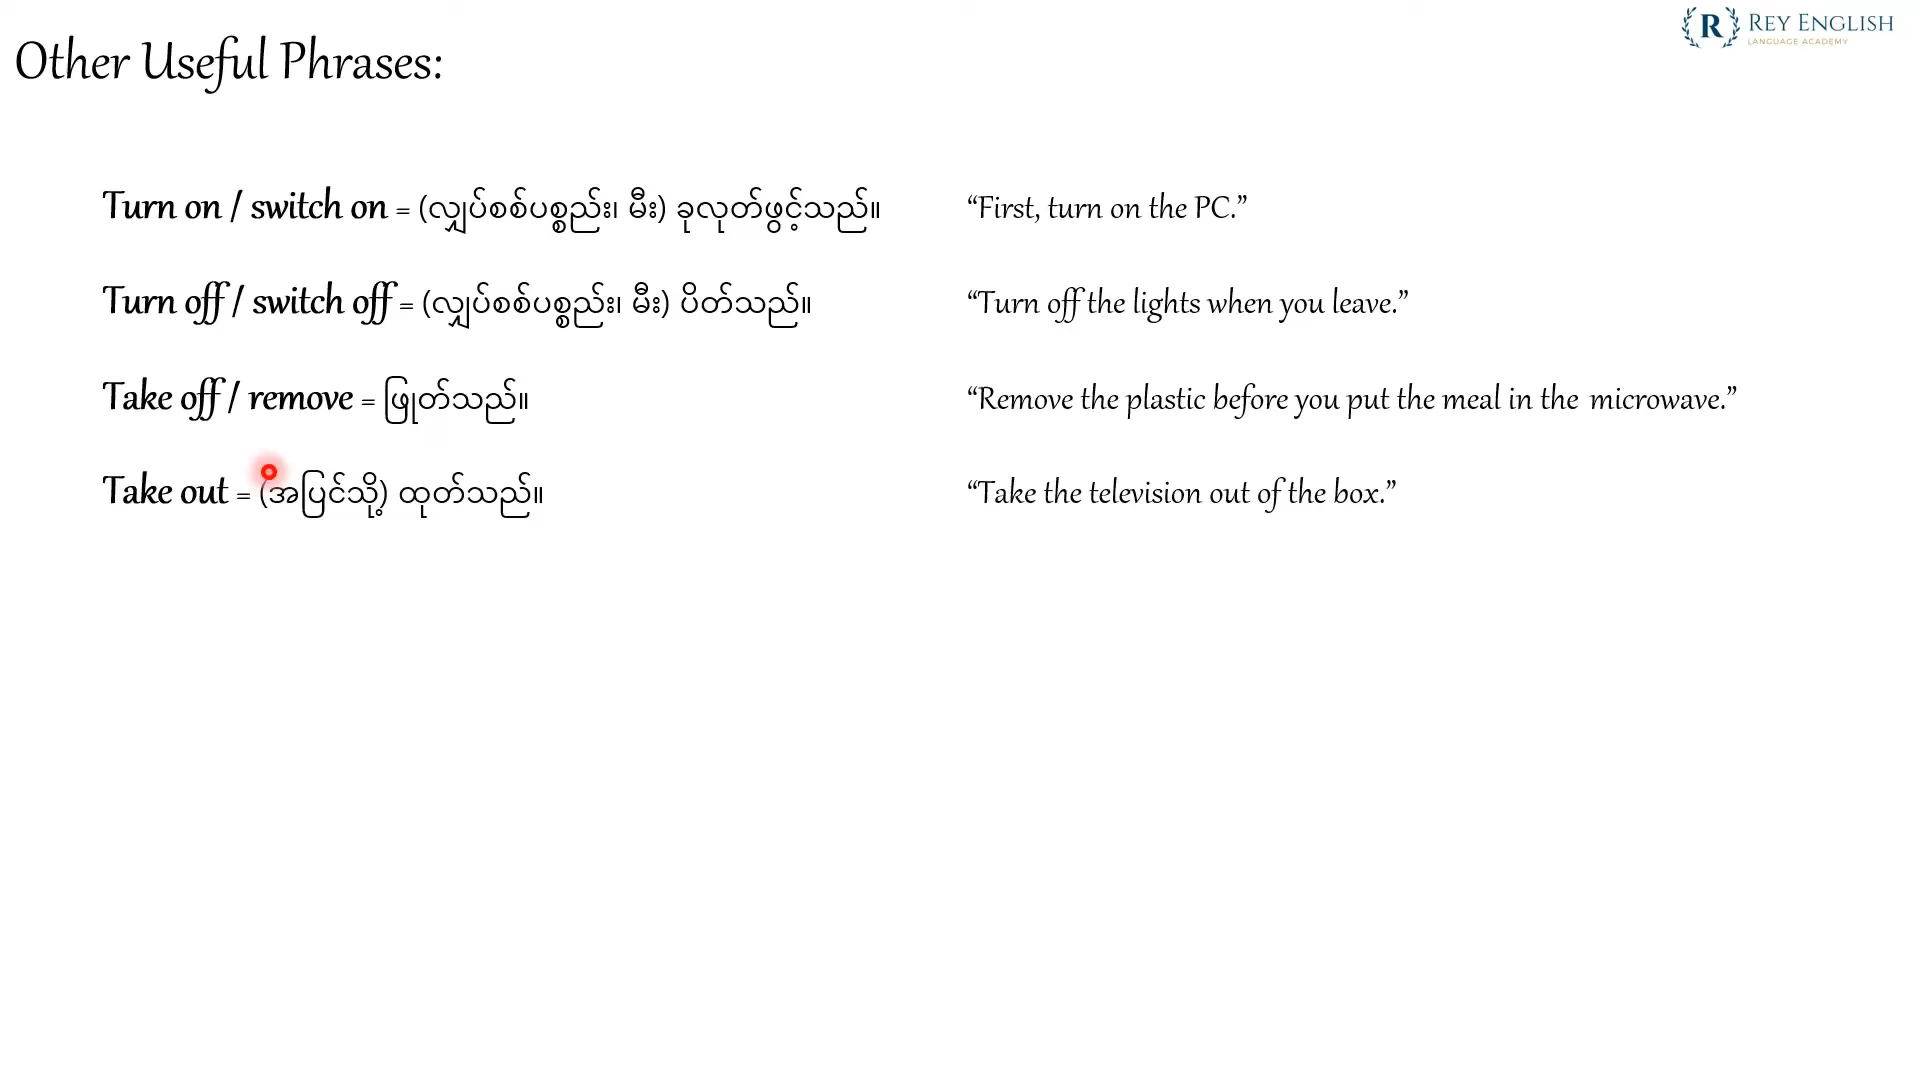 R REY ENGLISH
LANGUAGE ACADEMY
Other Useful Phrases:
Turn on / switch on = (လျှပ်စစ်ပစ္စည်း၊ မီး) ခုလုတ်ဖွင့်သည်။ “First, turn on the PC.”
Turn off / switch off = (လျှပ်စစ်ပစ္စည်း၊ မီး) ပိတ်သည်။ “Turn off the lights when you leave.”
Take off / remove = ဖြုတ်သည်။ “Remove the plastic before you put the meal in the microwave.”
Take out = (အပြင်သို့) ထုတ်သည်။ “Take the television out of the box.”